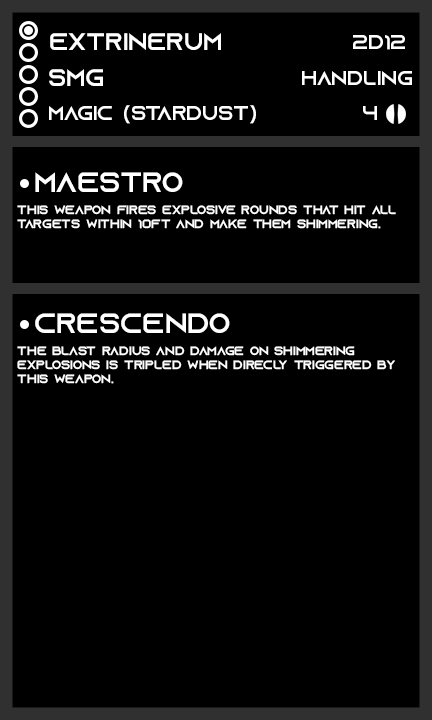 EXTRINERUM 2D12
SMG HANDLING
MAGIC (STARDUST) 4
•MAESTRO
THIS WEAPON FIRES EXPLOSIVE ROUNDS THAT HIT ALL
TARGETS WITHIN 10FT AND MAKE THEM SHIMMERING.
•CRESCENDO
THE BLAST RADIUS AND DAMAGE ON SHIMMERING
EXPLOSIONS IS TRIPLED WHEN DIRECLY TRIGGERED BY
THIS WEAPON.